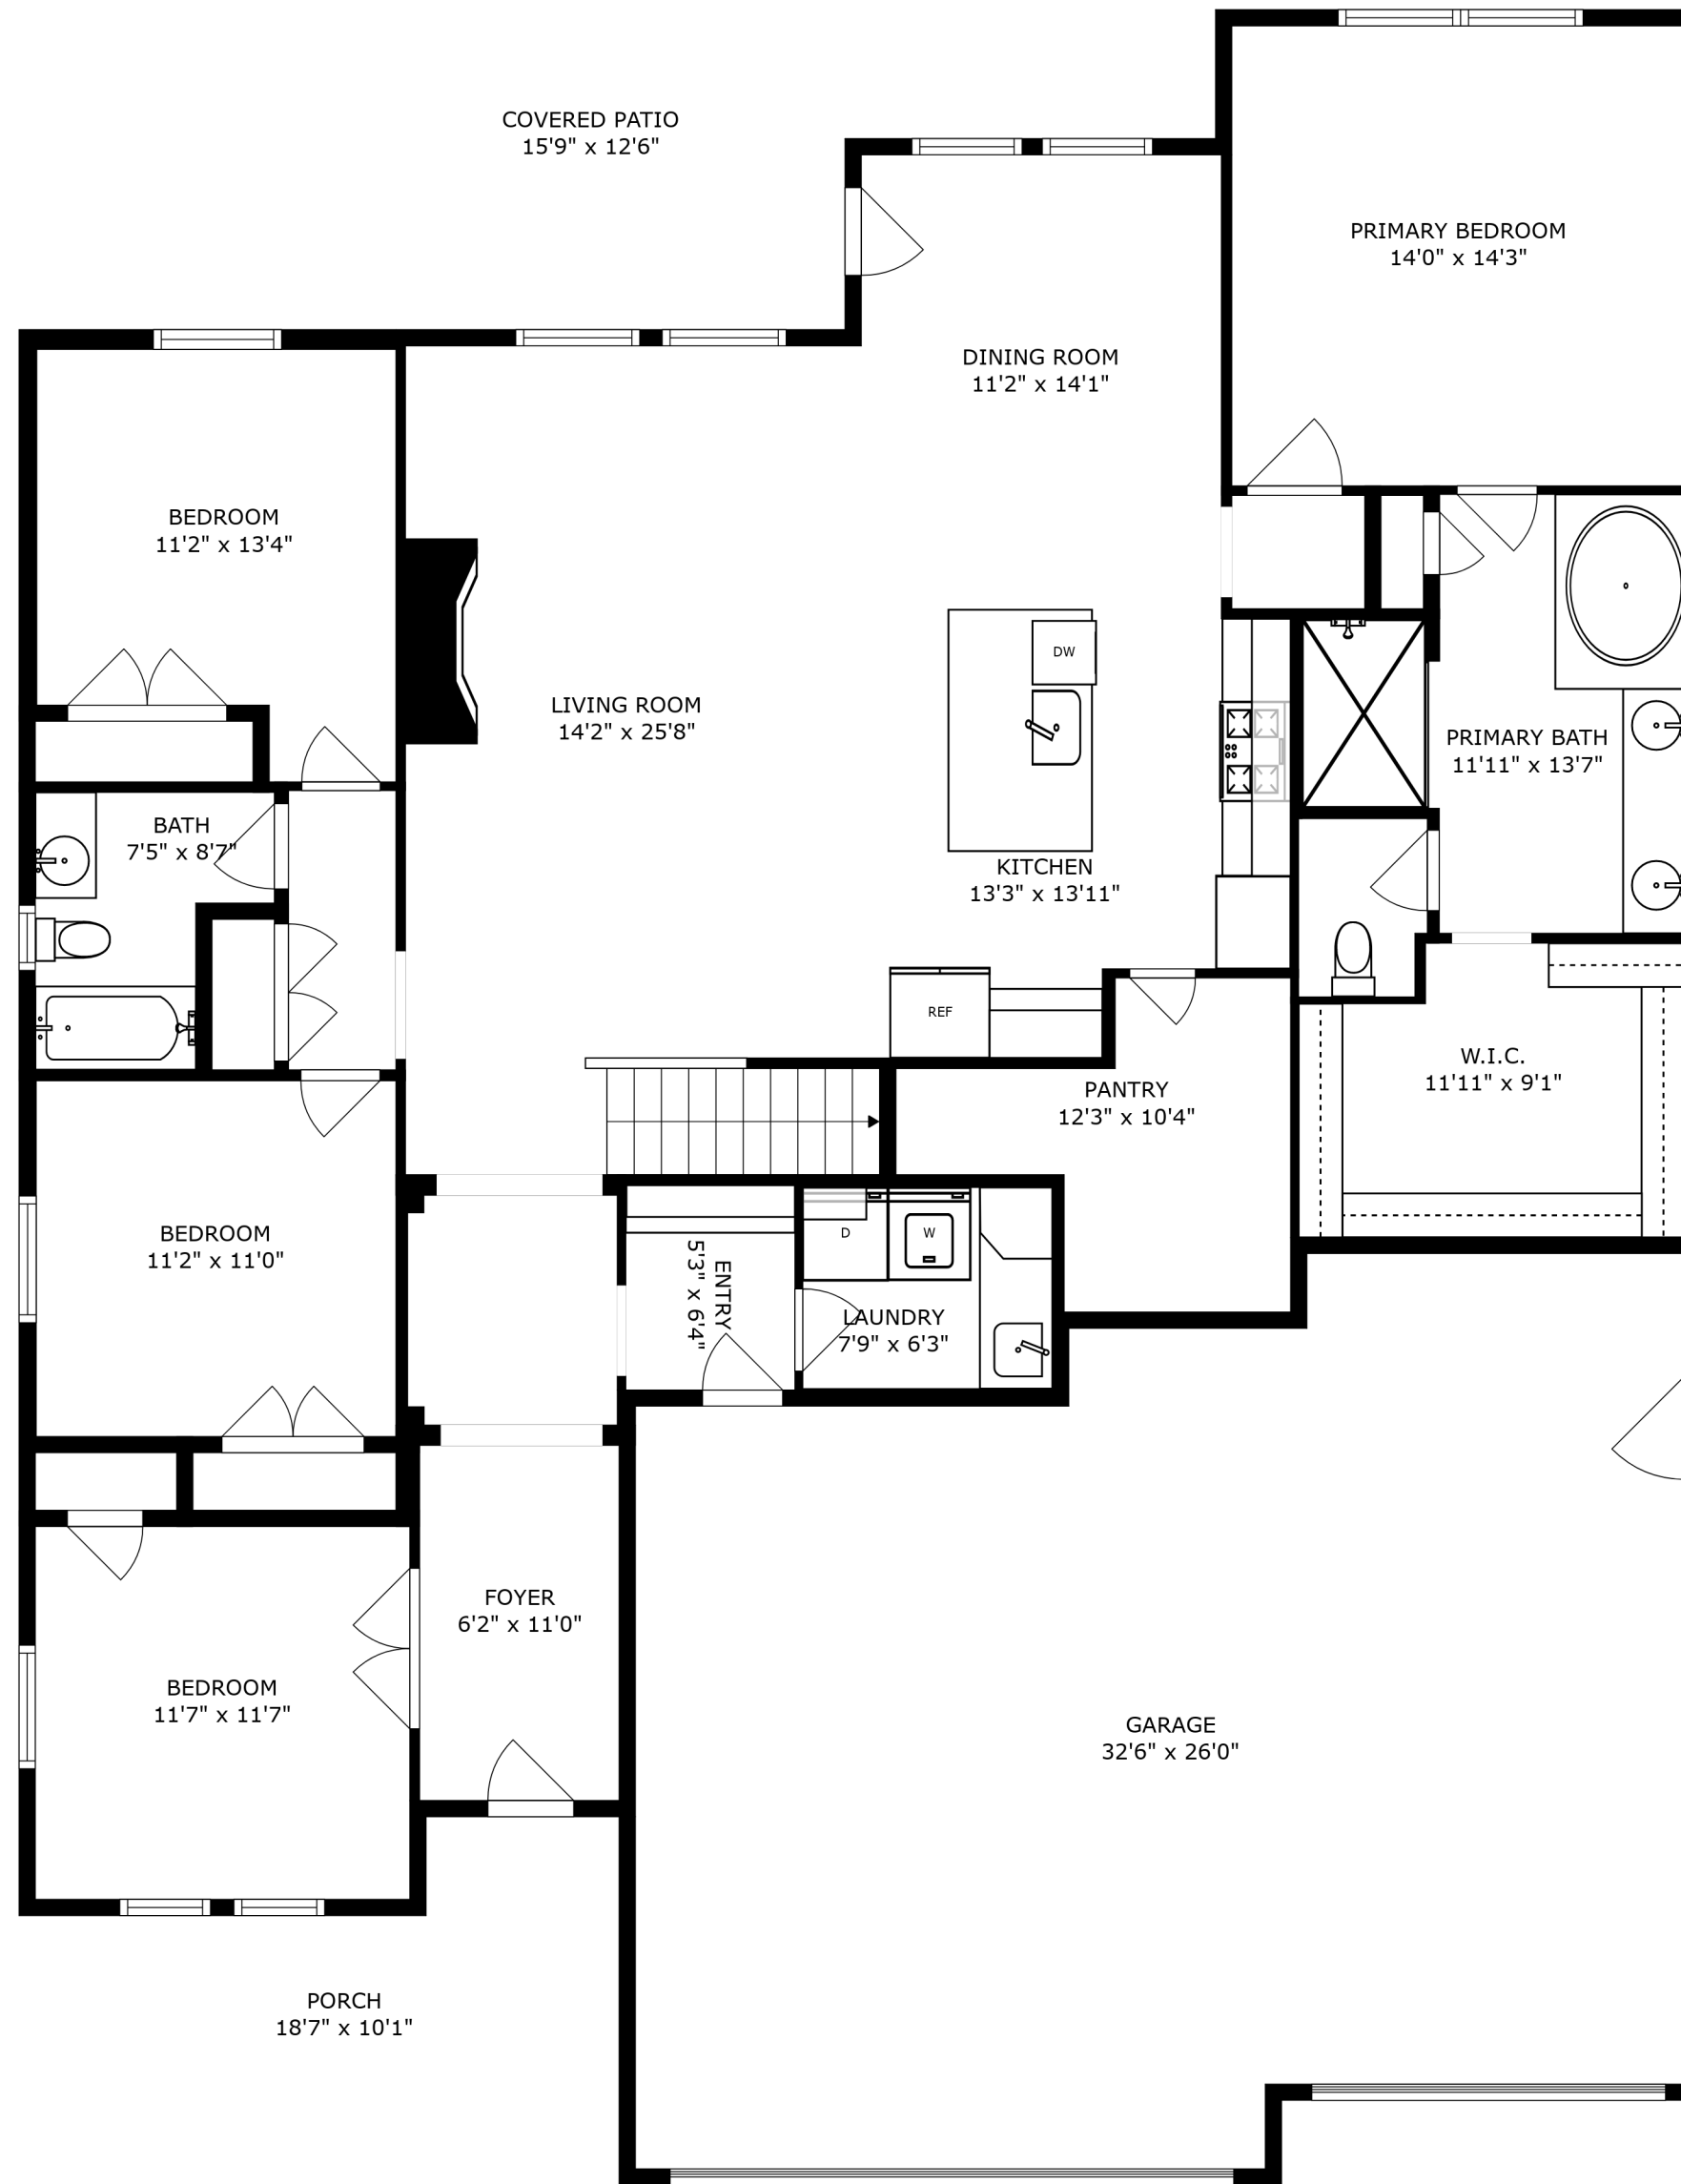 COVERED PATIO
15'9" x 12'6"
PRIMARY BEDROOM
14'0" x 14'3"
DINING ROOM
11'2" x 14'1"
BEDROOM
11'2" x 13'4"
DW
LIVING ROOM
14'2" x 25'8"
PRIMARY BATH
11'11" x 13'7"
BATH
7'5" x 8'7"
KITCHEN
13'3" x 13'11"
REF
W.I.C.
11'11" x 9'1"
PANTRY
12'3" x 10'4"
BEDROOM
11'2" x 11'0"
ENTRY
5'3" x 6'4"
D
W
LAUNDRY
7'9" x 6'3"
FOYER
6'2" x 11'0"
BEDROOM
11'7" x 11'7"
GARAGE
32'6" x 26'0"
PORCH
18'7" x 10'1"